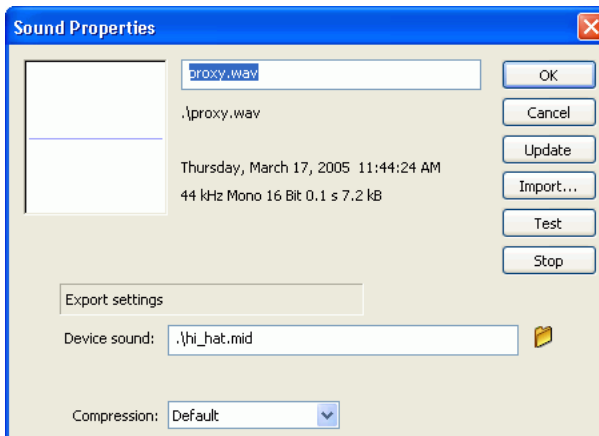 Sound Properties
proxy.wav
OK
.\proxy.wav
Cancel
Update
Thursday, March 17, 2005 11:44:24 AM
Import...
44 kHz Mono 16 Bit 0.1 s 7.2 kB
Test
Stop
Export settings
Device sound: .\hi_hat.mid
Compression: Default